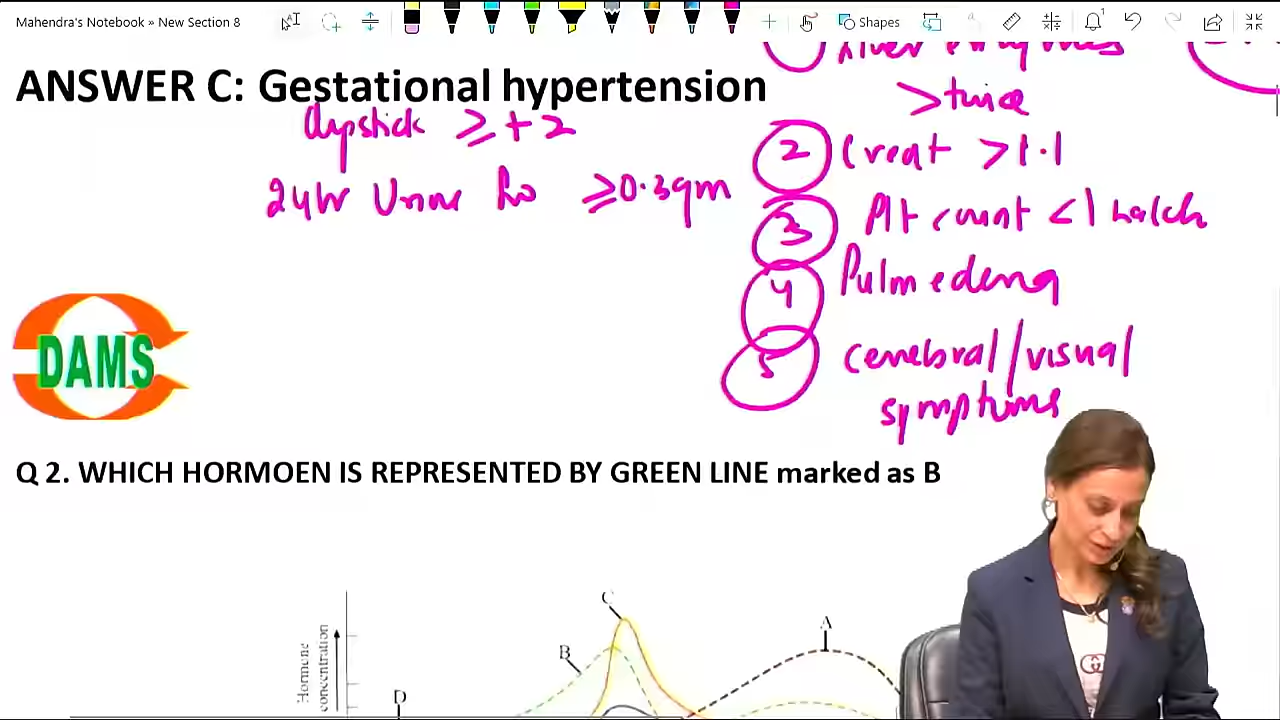 Mahendra's Notebook » New Section 8
Shapes
ANSWER C: Gestational hypertension
dipstick ≥ +2
24hr Urine ≥0.3gm
> twice
2 Creat >1.1
3 Plt count <1
4 Pulm edema
5 cerebral/visual
symptoms
DAMS
Q 2. WHICH HORMOEN IS REPRESENTED BY GREEN LINE marked as B
C
A
B
D
Hormone
concentration